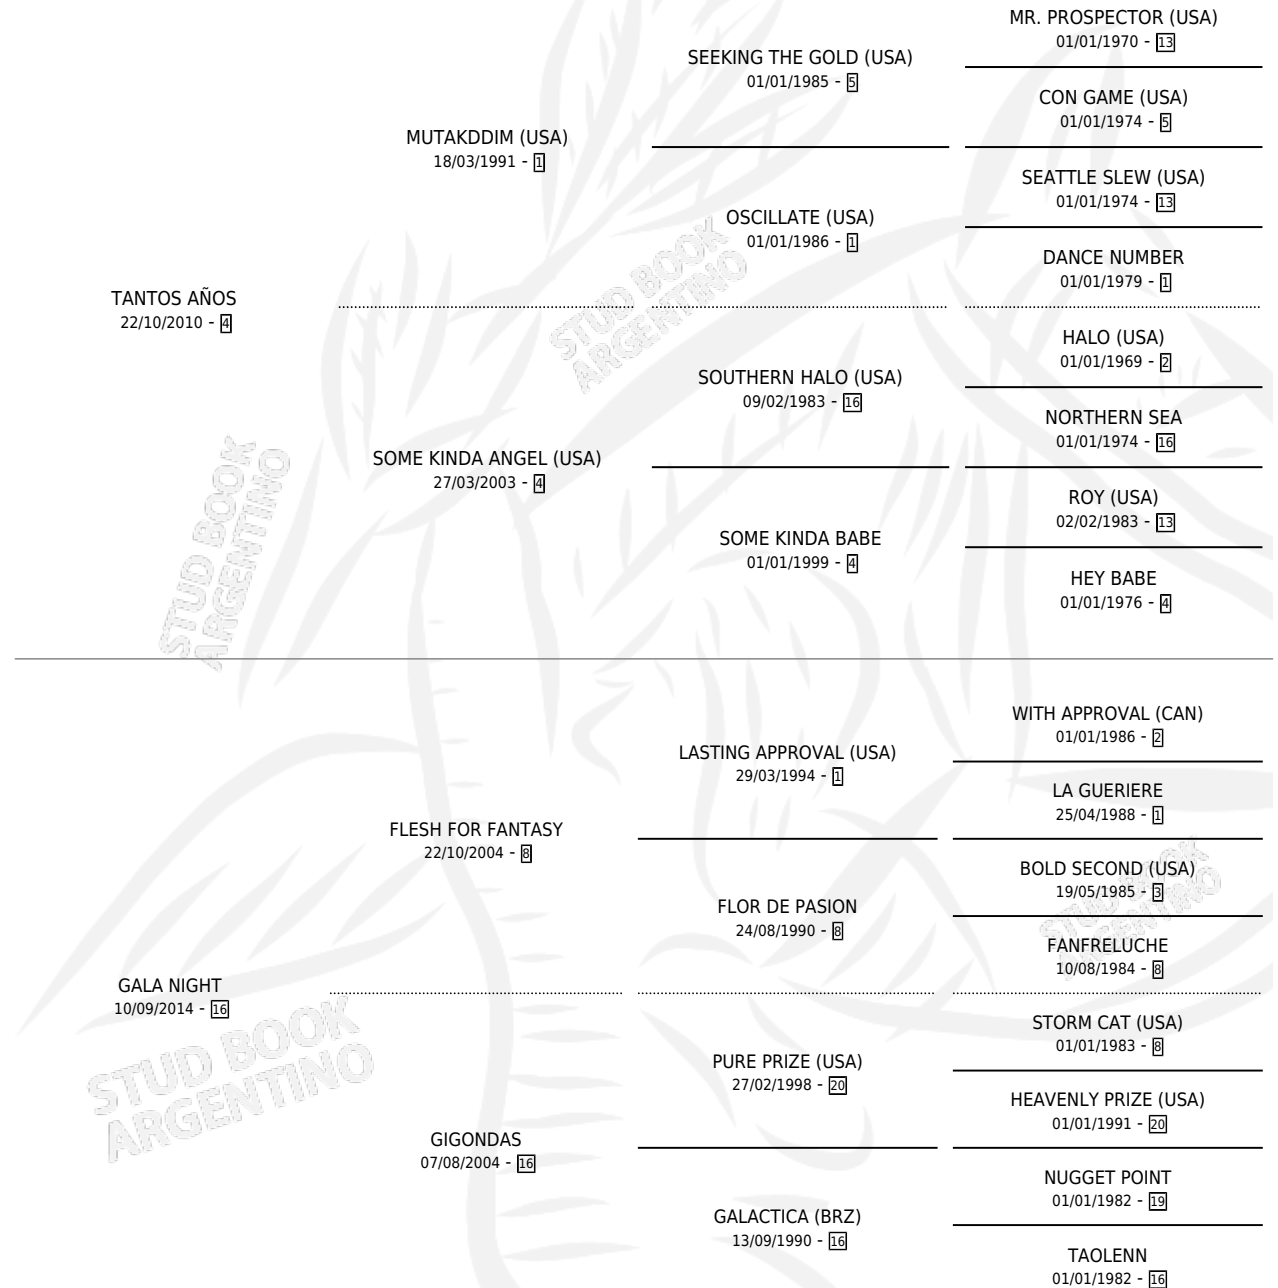 MR. PROSPECTOR (USA)
01/01/1970 - 13
SEEKING THE GOLD (USA)
01/01/1985 - 5
CON GAME (USA)
01/01/1974 - 5
MUTAKDDIM (USA)
18/03/1991 - 1
SEATTLE SLEW (USA)
01/01/1974 - 13
OSCILLATE (USA)
01/01/1986 - 1
DANCE NUMBER
01/01/1979 - 1
TANTOS AÑOS
22/10/2010 - 4
HALO (USA)
01/01/1969 - 2
SOUTHERN HALO (USA)
09/02/1983 - 16
NORTHERN SEA
01/01/1974 - 16
SOME KINDA ANGEL (USA)
27/03/2003 - 4
ROY (USA)
02/02/1983 - 13
SOME KINDA BABE
01/01/1999 - 4
HEY BABE
01/01/1976 - 4
WITH APPROVAL (CAN)
01/01/1986 - 2
LASTING APPROVAL (USA)
29/03/1994 - 1
LA GUERIERE
25/04/1988 - 1
FLESH FOR FANTASY
22/10/2004 - 8
BOLD SECOND (USA)
19/05/1985 - 3
FLOR DE PASION
24/08/1990 - 8
FANFRELUCHE
10/08/1984 - 8
GALA NIGHT
10/09/2014 - 16
STORM CAT (USA)
01/01/1983 - 8
PURE PRIZE (USA)
27/02/1998 - 20
HEAVENLY PRIZE (USA)
01/01/1991 - 20
GIGONDAS
07/08/2004 - 16
NUGGET POINT
01/01/1982 - 19
GALACTICA (BRZ)
13/09/1990 - 16
TAOLENN
01/01/1982 - 16
STUD BOOK
ARGENTINO
STUD BOOK
ARGENTINO
STUD BOOK
ARGENTINO
STUD BOOK
ARGENTINO